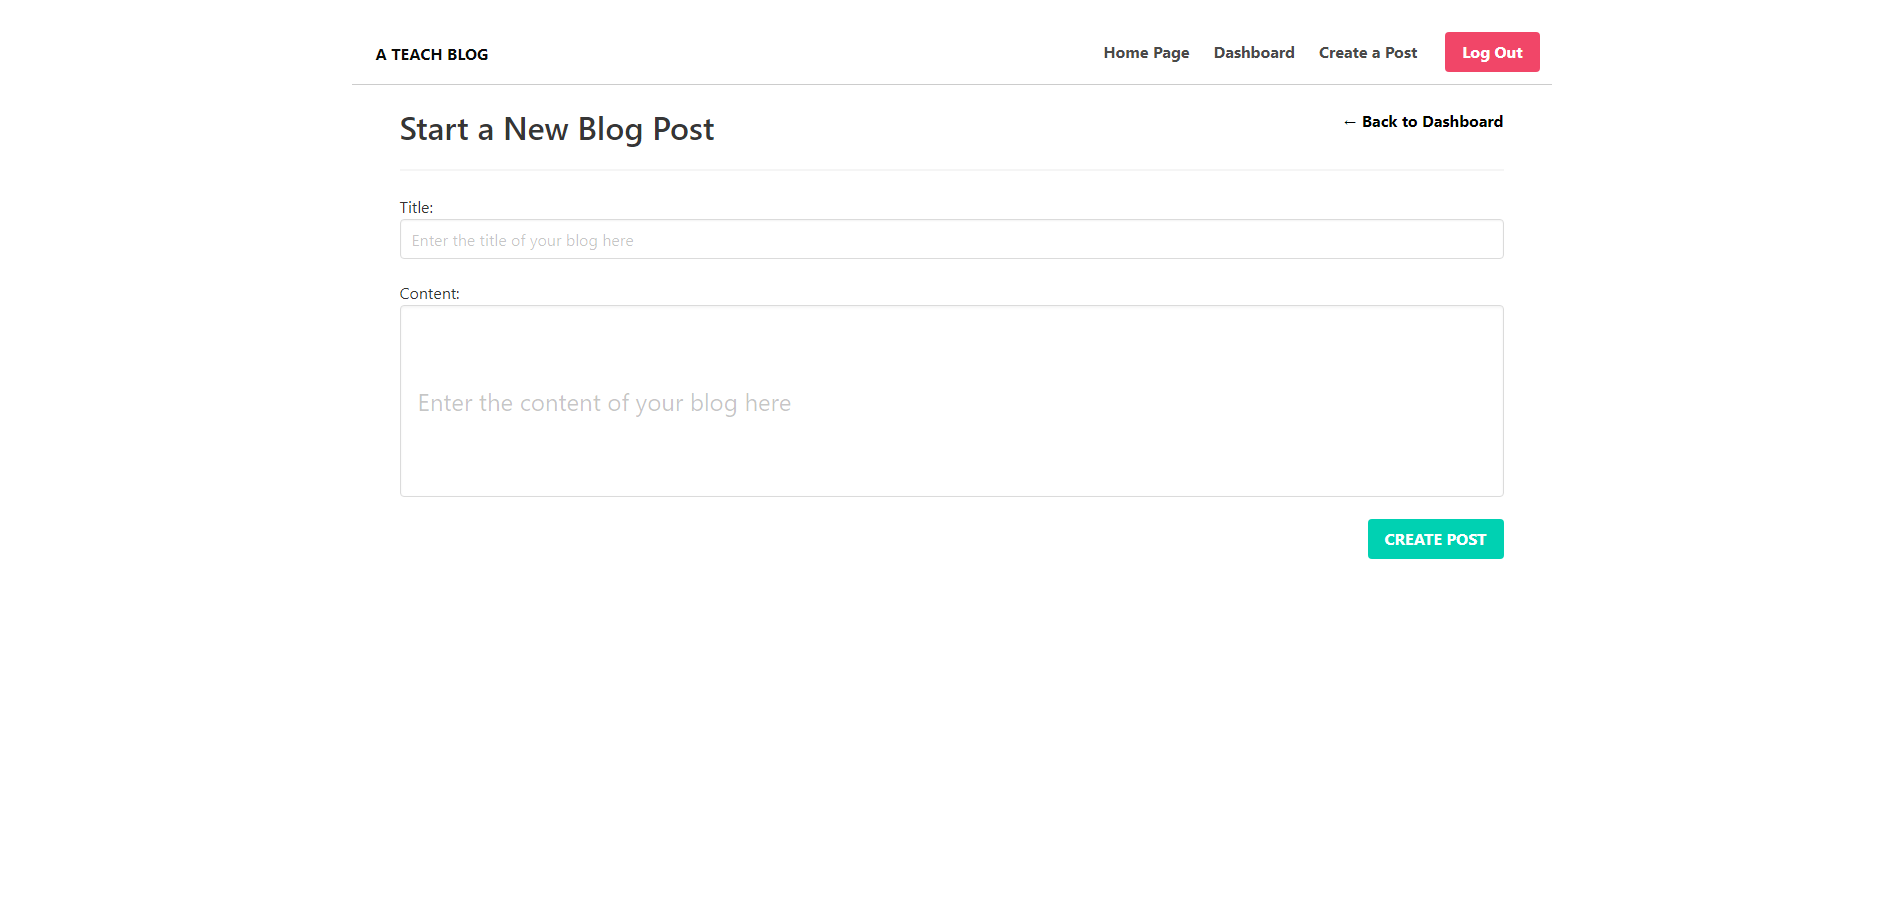 A TEACH BLOG
Home Page
Dashboard
Create a Post
Log Out
Start a New Blog Post
← Back to Dashboard
Title:
Enter the title of your blog here
Content:
Enter the content of your blog here
CREATE POST